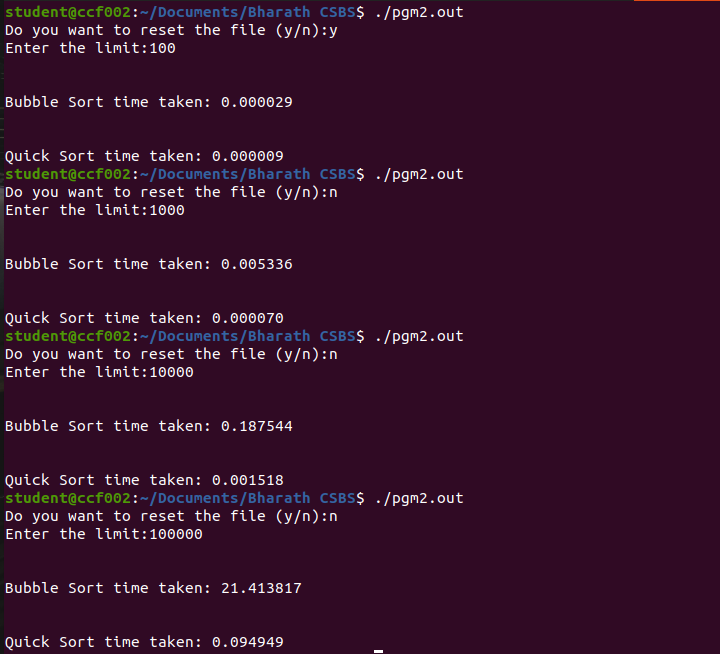 student@ccf002:~/Documents/Bharath CSBS$ ./pgm2.out
Do you want to reset the file (y/n):y
Enter the limit:100
Bubble Sort time taken: 0.000029
Quick Sort time taken: 0.000009
student@ccf002:~/Documents/Bharath CSBS$ ./pgm2.out
Do you want to reset the file (y/n):n
Enter the limit:1000
Bubble Sort time taken: 0.005336
Quick Sort time taken: 0.000070
student@ccf002:~/Documents/Bharath CSBS$ ./pgm2.out
Do you want to reset the file (y/n):n
Enter the limit:10000
Bubble Sort time taken: 0.187544
Quick Sort time taken: 0.001518
student@ccf002:~/Documents/Bharath CSBS$ ./pgm2.out
Do you want to reset the file (y/n):n
Enter the limit:100000
Bubble Sort time taken: 21.413817
Quick Sort time taken: 0.094949